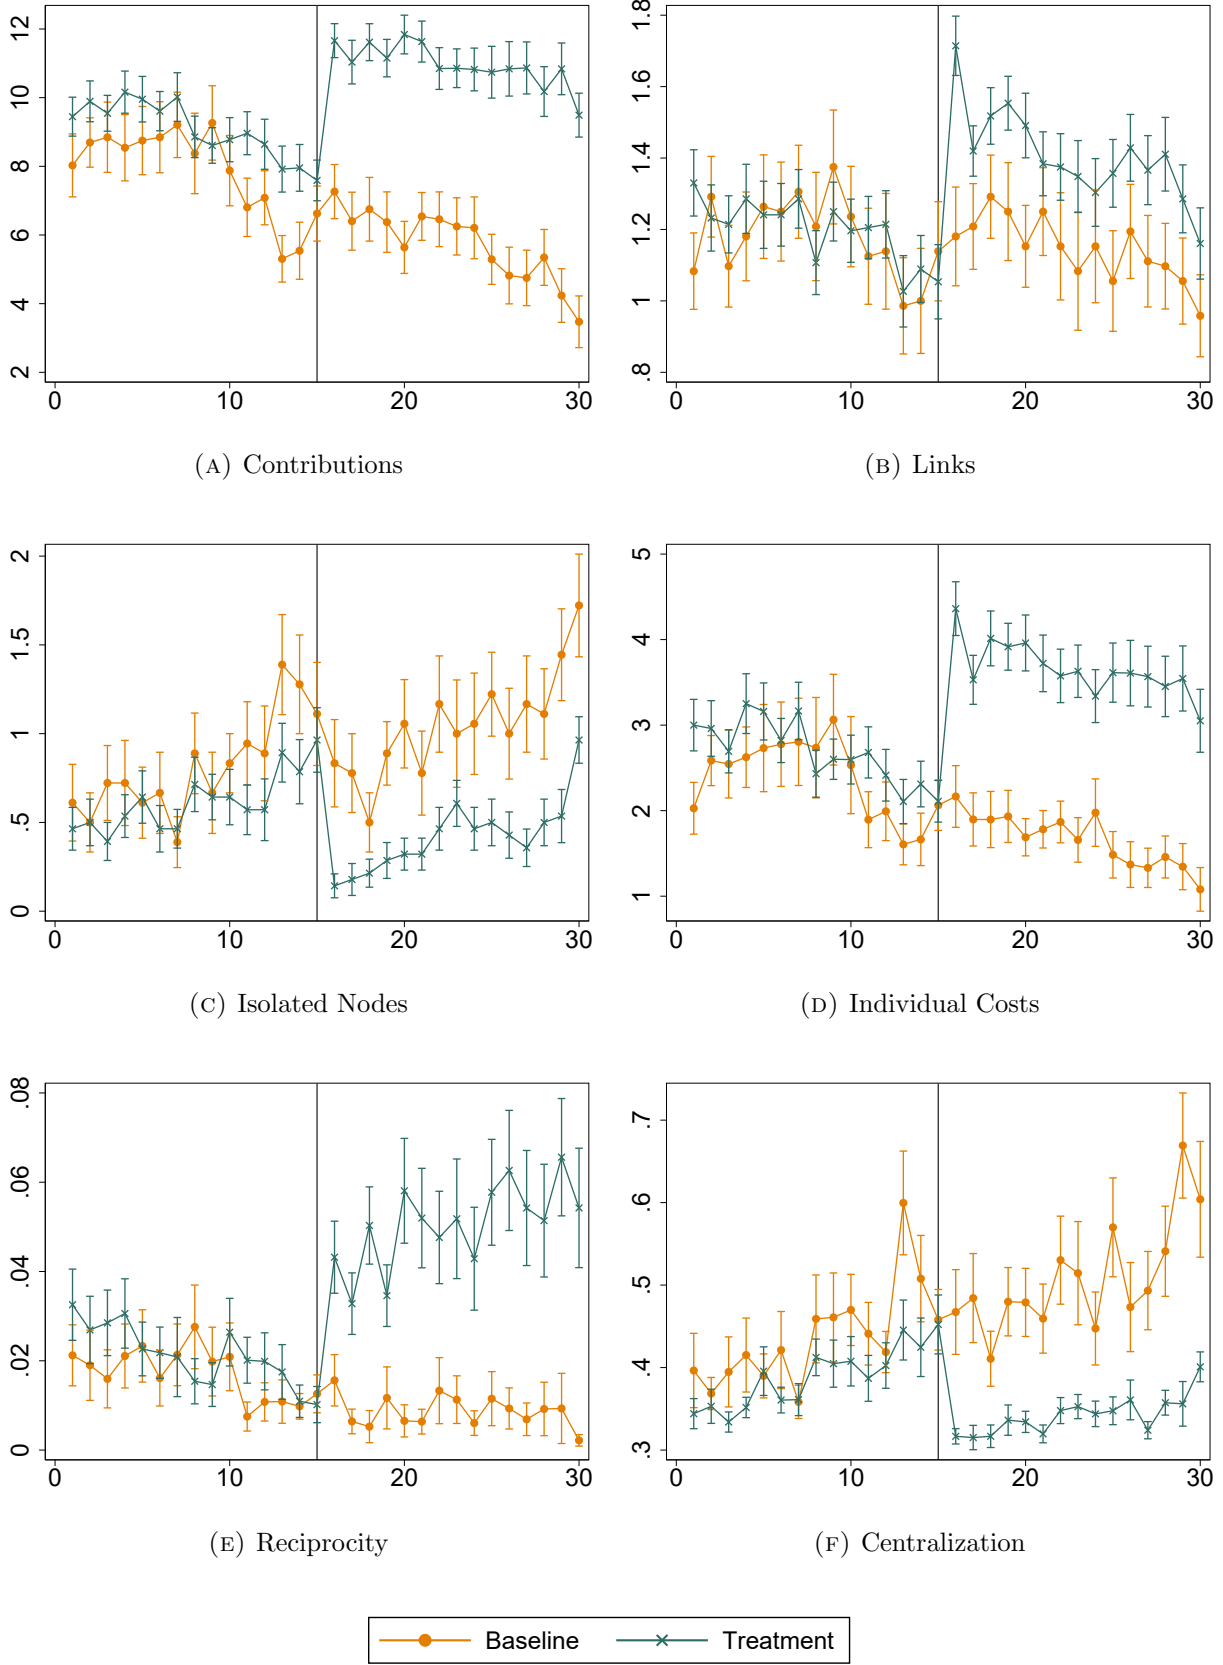 12
10
8
6
4
2
0 10 20 30
(A) Contributions
1.8
1.6
1.4
1.2
1
.8
0 10 20 30
(B) Links
2
1.5
1
.5
0
0 10 20 30
(C) Isolated Nodes
5
4
3
2
1
0 10 20 30
(D) Individual Costs
.08
.06
.04
.02
0
0 10 20 30
(E) Reciprocity
.7
.6
.5
.4
.3
0 10 20 30
(F) Centralization
Baseline Treatment